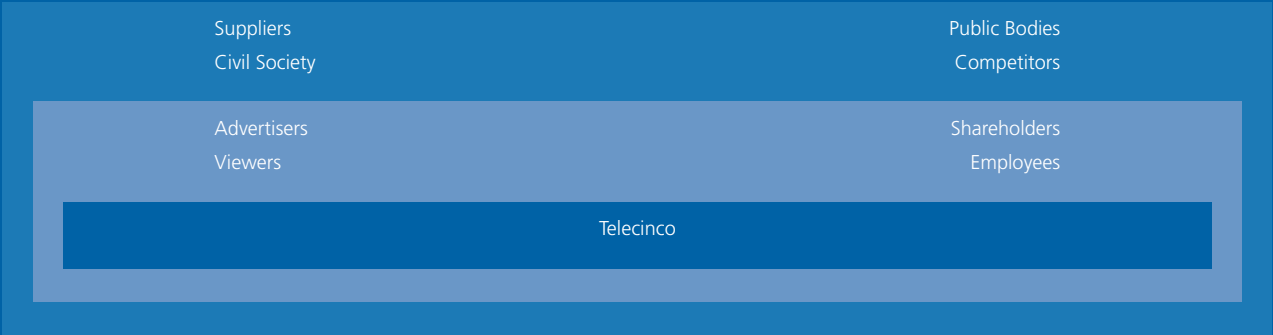 Suppliers
Public Bodies
Civil Society
Competitors
Advertisers
Shareholders
Viewers
Employees
Telecinco